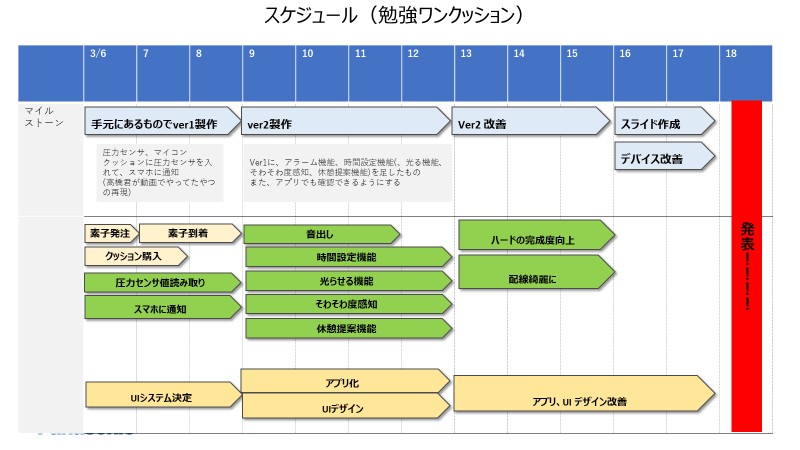 スケジュール（勉強ワンクッション）
3/6 7 8 9 10 11 12 13 14 15 16 17 18
マイル
ストーン
手元にあるものでver1製作
ver2製作
Ver2 改善
スライド作成
デバイス改善
圧力センサ、マイコン
クッションに圧力センサを入
れて、スマホに通知
(高橋君が動画でやってたやつ
の再現)
Ver1に、アラーム機能、時間設定機能(、光る機能、
そわそわ度感知、休憩提案機能)を足したもの
また、アプリでも確認できるようにする
発表！！！！！
素子発注
素子到着
クッション購入
圧力センサ値読み取り
スマホに通知
音出し
時間設定機能
光らせる機能
そわそわ度感知
休憩提案機能
ハードの完成度向上
配線綺麗に
UIシステム決定
アプリ化
UIデザイン
アプリ、UI デザイン改善